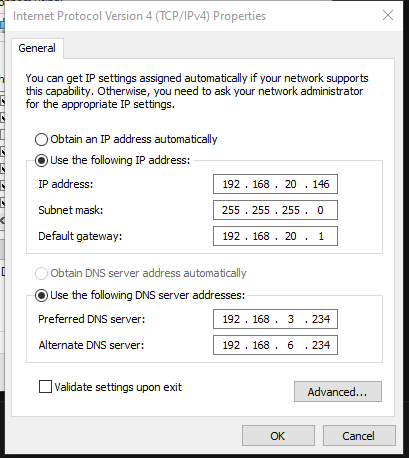 Internet Protocol Version 4 (TCP/IPv4) Properties
General
You can get IP settings assigned automatically if your network supports
this capability. Otherwise, you need to ask your network administrator
for the appropriate IP settings.
Obtain an IP address automatically
Use the following IP address:
IP address: 192 . 168 . 20 . 146
Subnet mask: 255 . 255 . 255 . 0
Default gateway: 192 . 168 . 20 . 1
Obtain DNS server address automatically
Use the following DNS server addresses:
Preferred DNS server: 192 . 168 . 3 . 234
Alternate DNS server: 192 . 168 . 6 . 234
Validate settings upon exit
Advanced...
OK Cancel